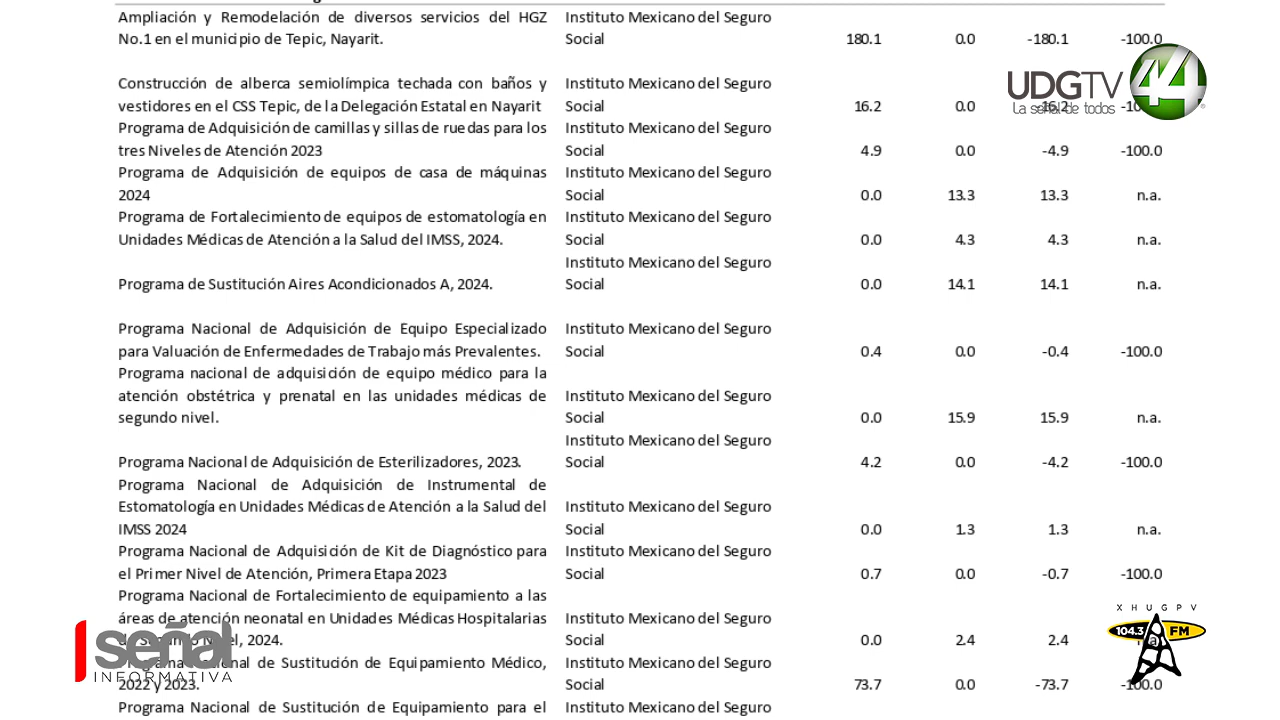 Ampliación y Remodelación de diversos servicios del HGZ Instituto Mexicano del Seguro
No.1 en el municipio de Tepic, Nayarit. Social 180.1 0.0 -180.1 -100.0
Construcción de alberca semiolímpica techada con baños y Instituto Mexicano del Seguro
vestidores en el CSS Tepic, de la Delegación Estatal en Nayarit Social 16.2 0.0 -16.2
UDGTV 44
La señal de todos
Programa de Adquisición de camillas y sillas de ruedas para los Instituto Mexicano del Seguro
tres Niveles de Atención 2023 Social 4.9 0.0 -4.9 -100.0
Programa de Adquisición de equipos de casa de máquinas Instituto Mexicano del Seguro
2024 Social 0.0 13.3 13.3 n.a.
Programa de Fortalecimiento de equipos de estomatología en Instituto Mexicano del Seguro
Unidades Médicas de Atención a la Salud del IMSS, 2024. Social 0.0 4.3 4.3 n.a.
Instituto Mexicano del Seguro
Programa de Sustitución Aires Acondicionados A, 2024. Social 0.0 14.1 14.1 n.a.
Programa Nacional de Adquisición de Equipo Especializado Instituto Mexicano del Seguro
para Valuación de Enfermedades de Trabajo más Prevalentes. Social 0.4 0.0 -0.4 -100.0
Programa nacional de adquisición de equipo médico para la
atención obstétrica y prenatal en las unidades médicas de Instituto Mexicano del Seguro
segundo nivel. Social 0.0 15.9 15.9 n.a.
Instituto Mexicano del Seguro
Programa Nacional de Adquisición de Esterilizadores, 2023. Social 4.2 0.0 -4.2 -100.0
Programa Nacional de Adquisición de Instrumental de
Estomatología en Unidades Médicas de Atención a la Salud del Instituto Mexicano del Seguro
IMSS 2024 Social 0.0 1.3 1.3 n.a.
Programa Nacional de Adquisición de Kit de Diagnóstico para Instituto Mexicano del Seguro
el Primer Nivel de Atención, Primera Etapa 2023 Social 0.7 0.0 -0.7 -100.0
Programa Nacional de Fortalecimiento de equipamiento a las
áreas de atención neonatal en Unidades Médicas Hospitalarias Instituto Mexicano del Seguro
2024. Social 0.0 2.4 2.4
XHUGPV
104.3 FM
señal
INFORMATIVA
de Sustitución de Equipamiento Médico, Instituto Mexicano del Seguro
2022 y 2023. Social 73.7 0.0 -73.7 -100.0
Programa Nacional de Sustitución de Equipamiento para el Instituto Mexicano del Seguro